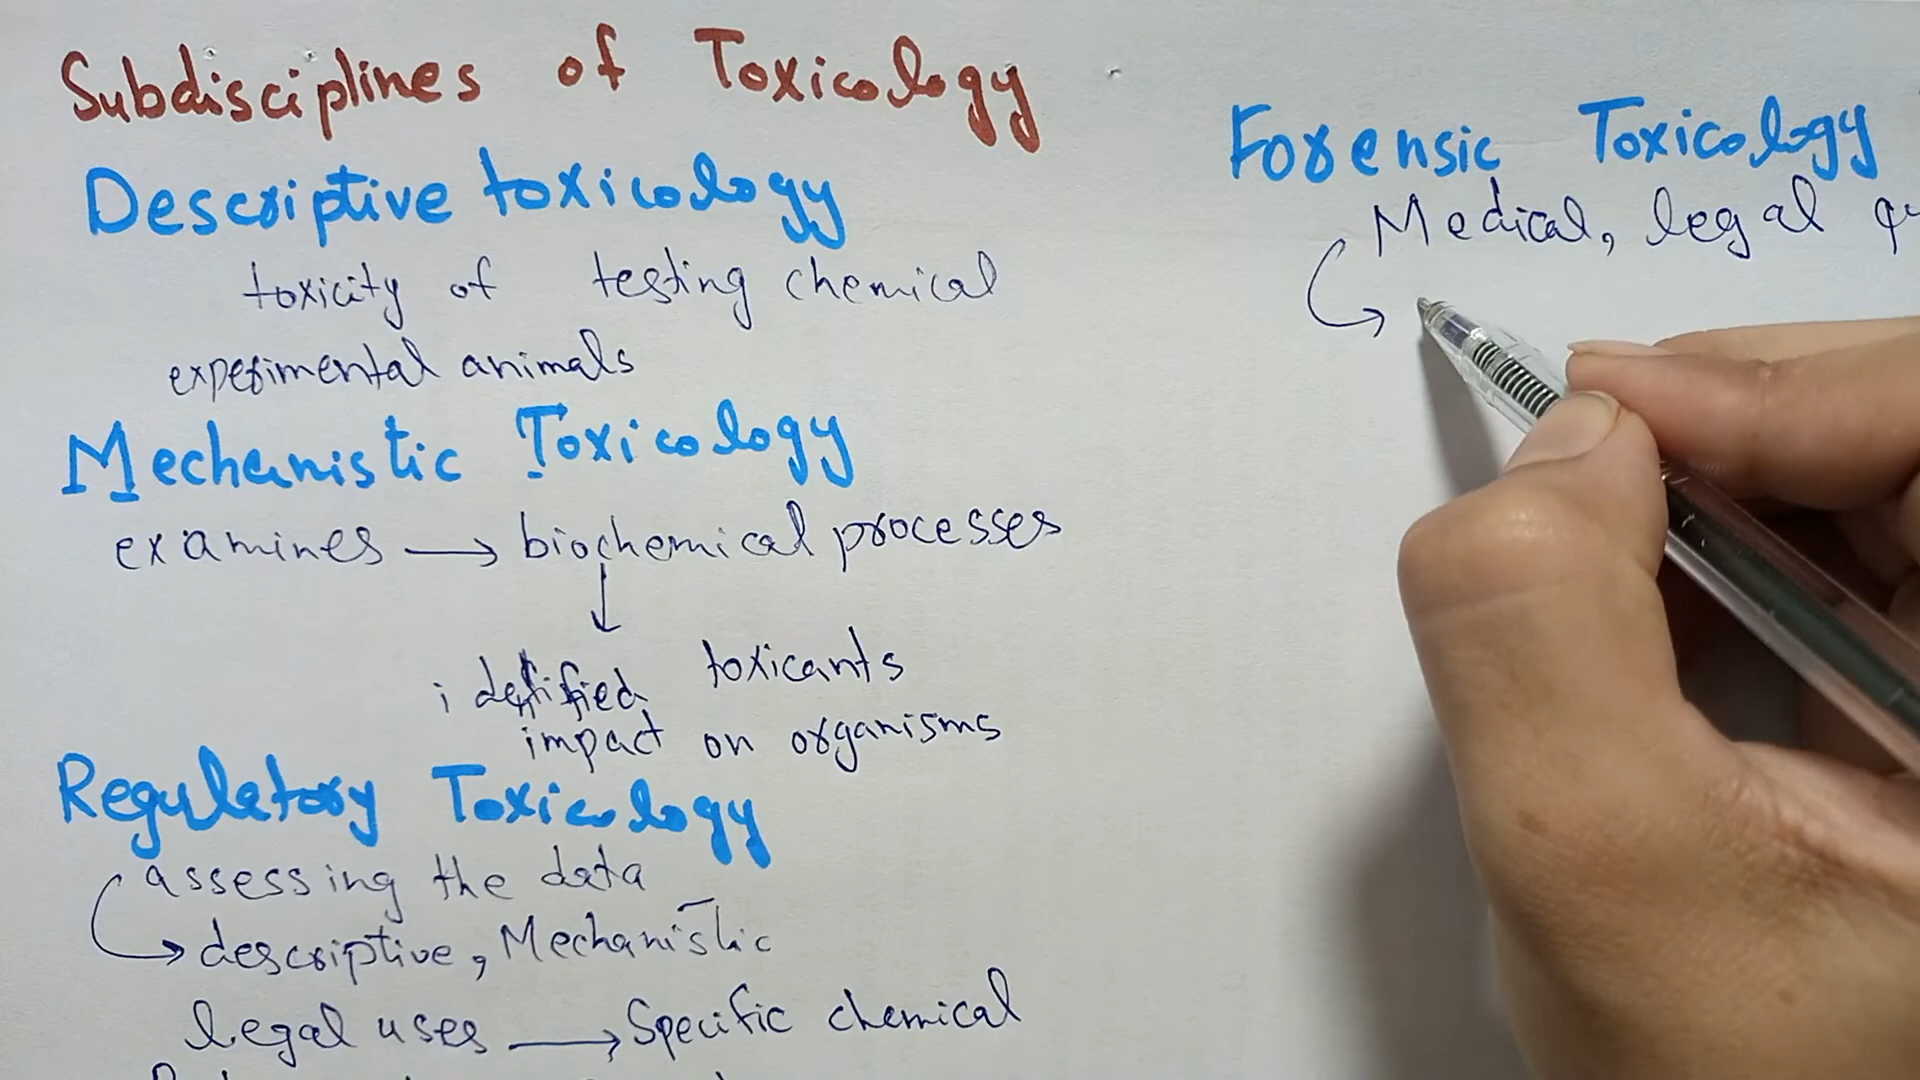 Subdisciplines of Toxicology
Descriptive toxicology
toxicity of testing chemical
experimental animals
Mechanistic Toxicology
examines → biochemical processes
↓
identified toxicants
impact on organisms
Regulatory Toxicology
assessing the data
→ descriptive, Mechanistic
legal uses → Specific chemical
Forensic Toxicology
Medical, legal